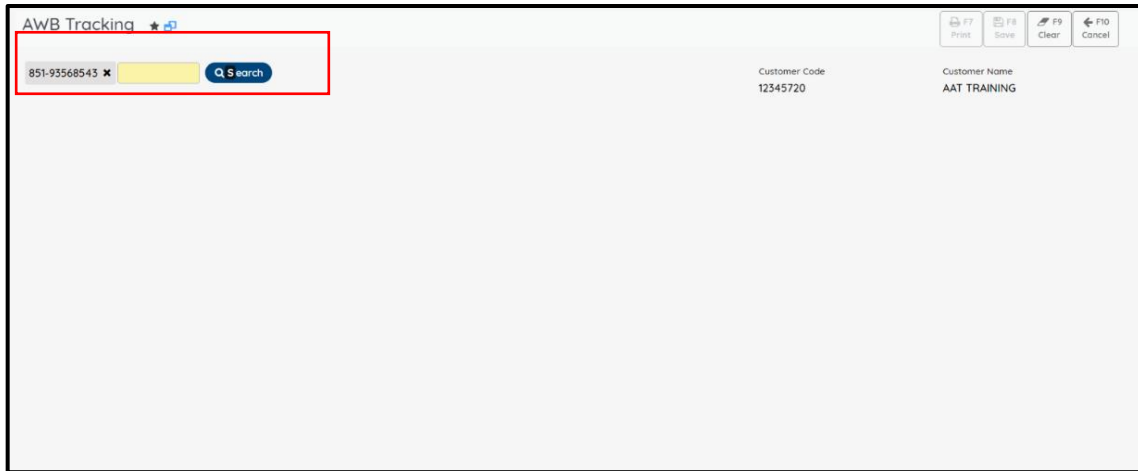 AWB Tracking
F7 Print
F8 Save
F9 Clear
F10 Cancel
851-93568543 ✖
Search
Customer Code
12345720
Customer Name
AAT TRAINING